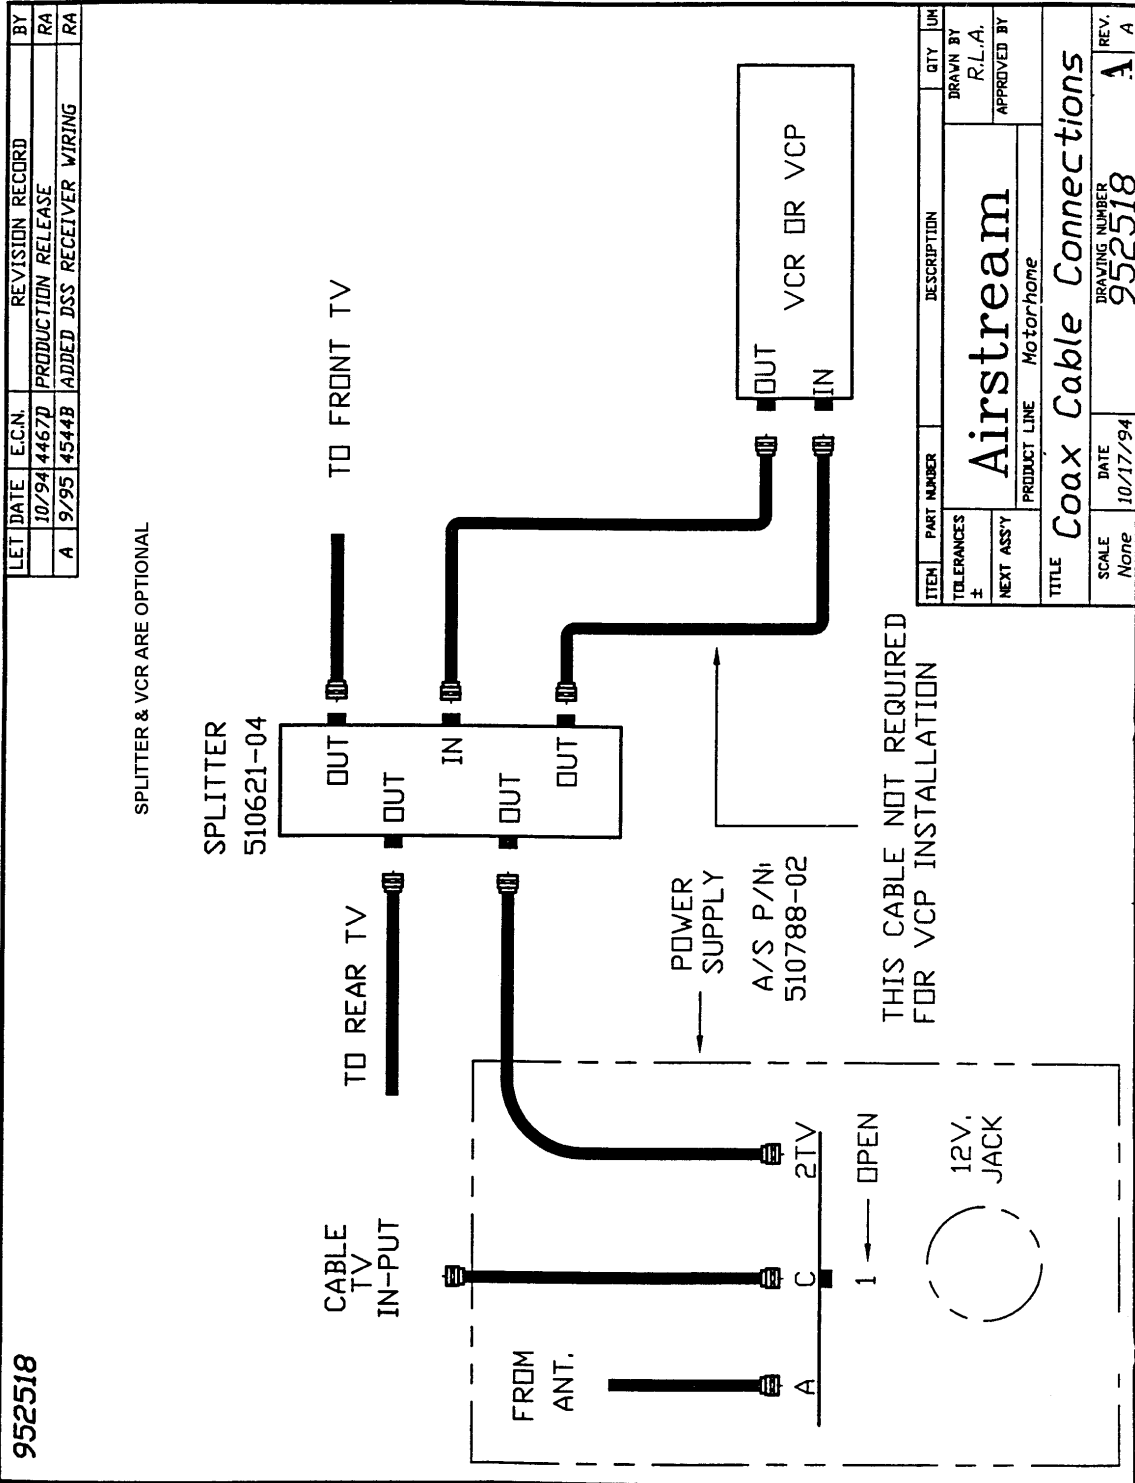 952518
LET DATE E.C.N. REVISION RECORD BY
10/94 4467D PRODUCTION RELEASE RA
A 9/95 4544B ADDED DSS RECEIVER WIRING RA
SPLITTER & VCR ARE OPTIONAL
SPLITTER
510621-04
CABLE
TV
IN-PUT
TO REAR TV
TO FRONT TV
OUT
OUT
IN
OUT
OUT
FROM
ANT.
POWER
SUPPLY
A/S P/N:
510788-02
OUT
IN
VCR OR VCP
A
C
2TV
1
OPEN
12V.
JACK
THIS CABLE NOT REQUIRED
FOR VCP INSTALLATION
ITEM PART NUMBER DESCRIPTION QTY UM
TOLERANCES
±
NEXT ASS'Y
Airstream
PRODUCT LINE Motorhome
DRAWN BY
R.L.A.
APPROVED BY
TITLE Coax Cable Connections
SCALE
None
DATE
10/17/94
DRAWING NUMBER
952518
A
REV.
A